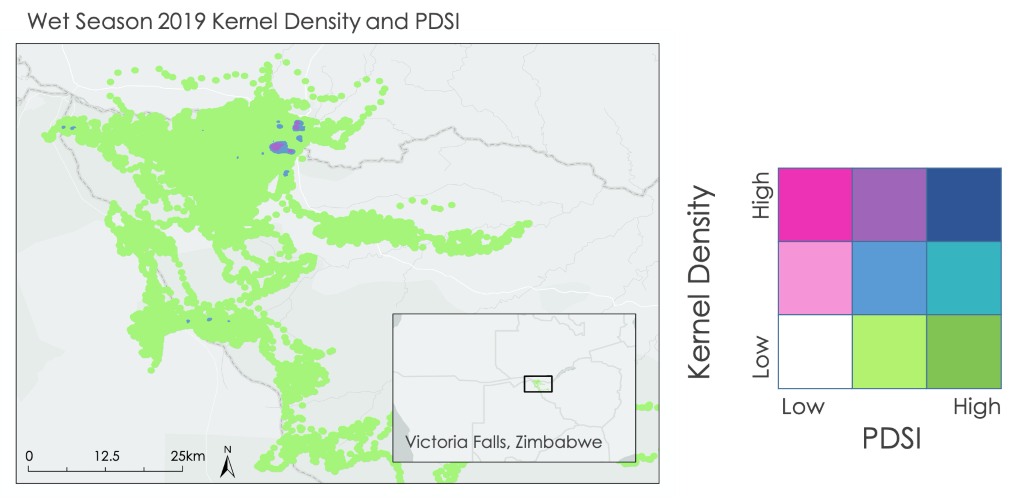 Wet Season 2019 Kernel Density and PDSI
Victoria Falls, Zimbabwe
0 12.5 25km
N
Kernel Density
High
Low
Low High
PDSI